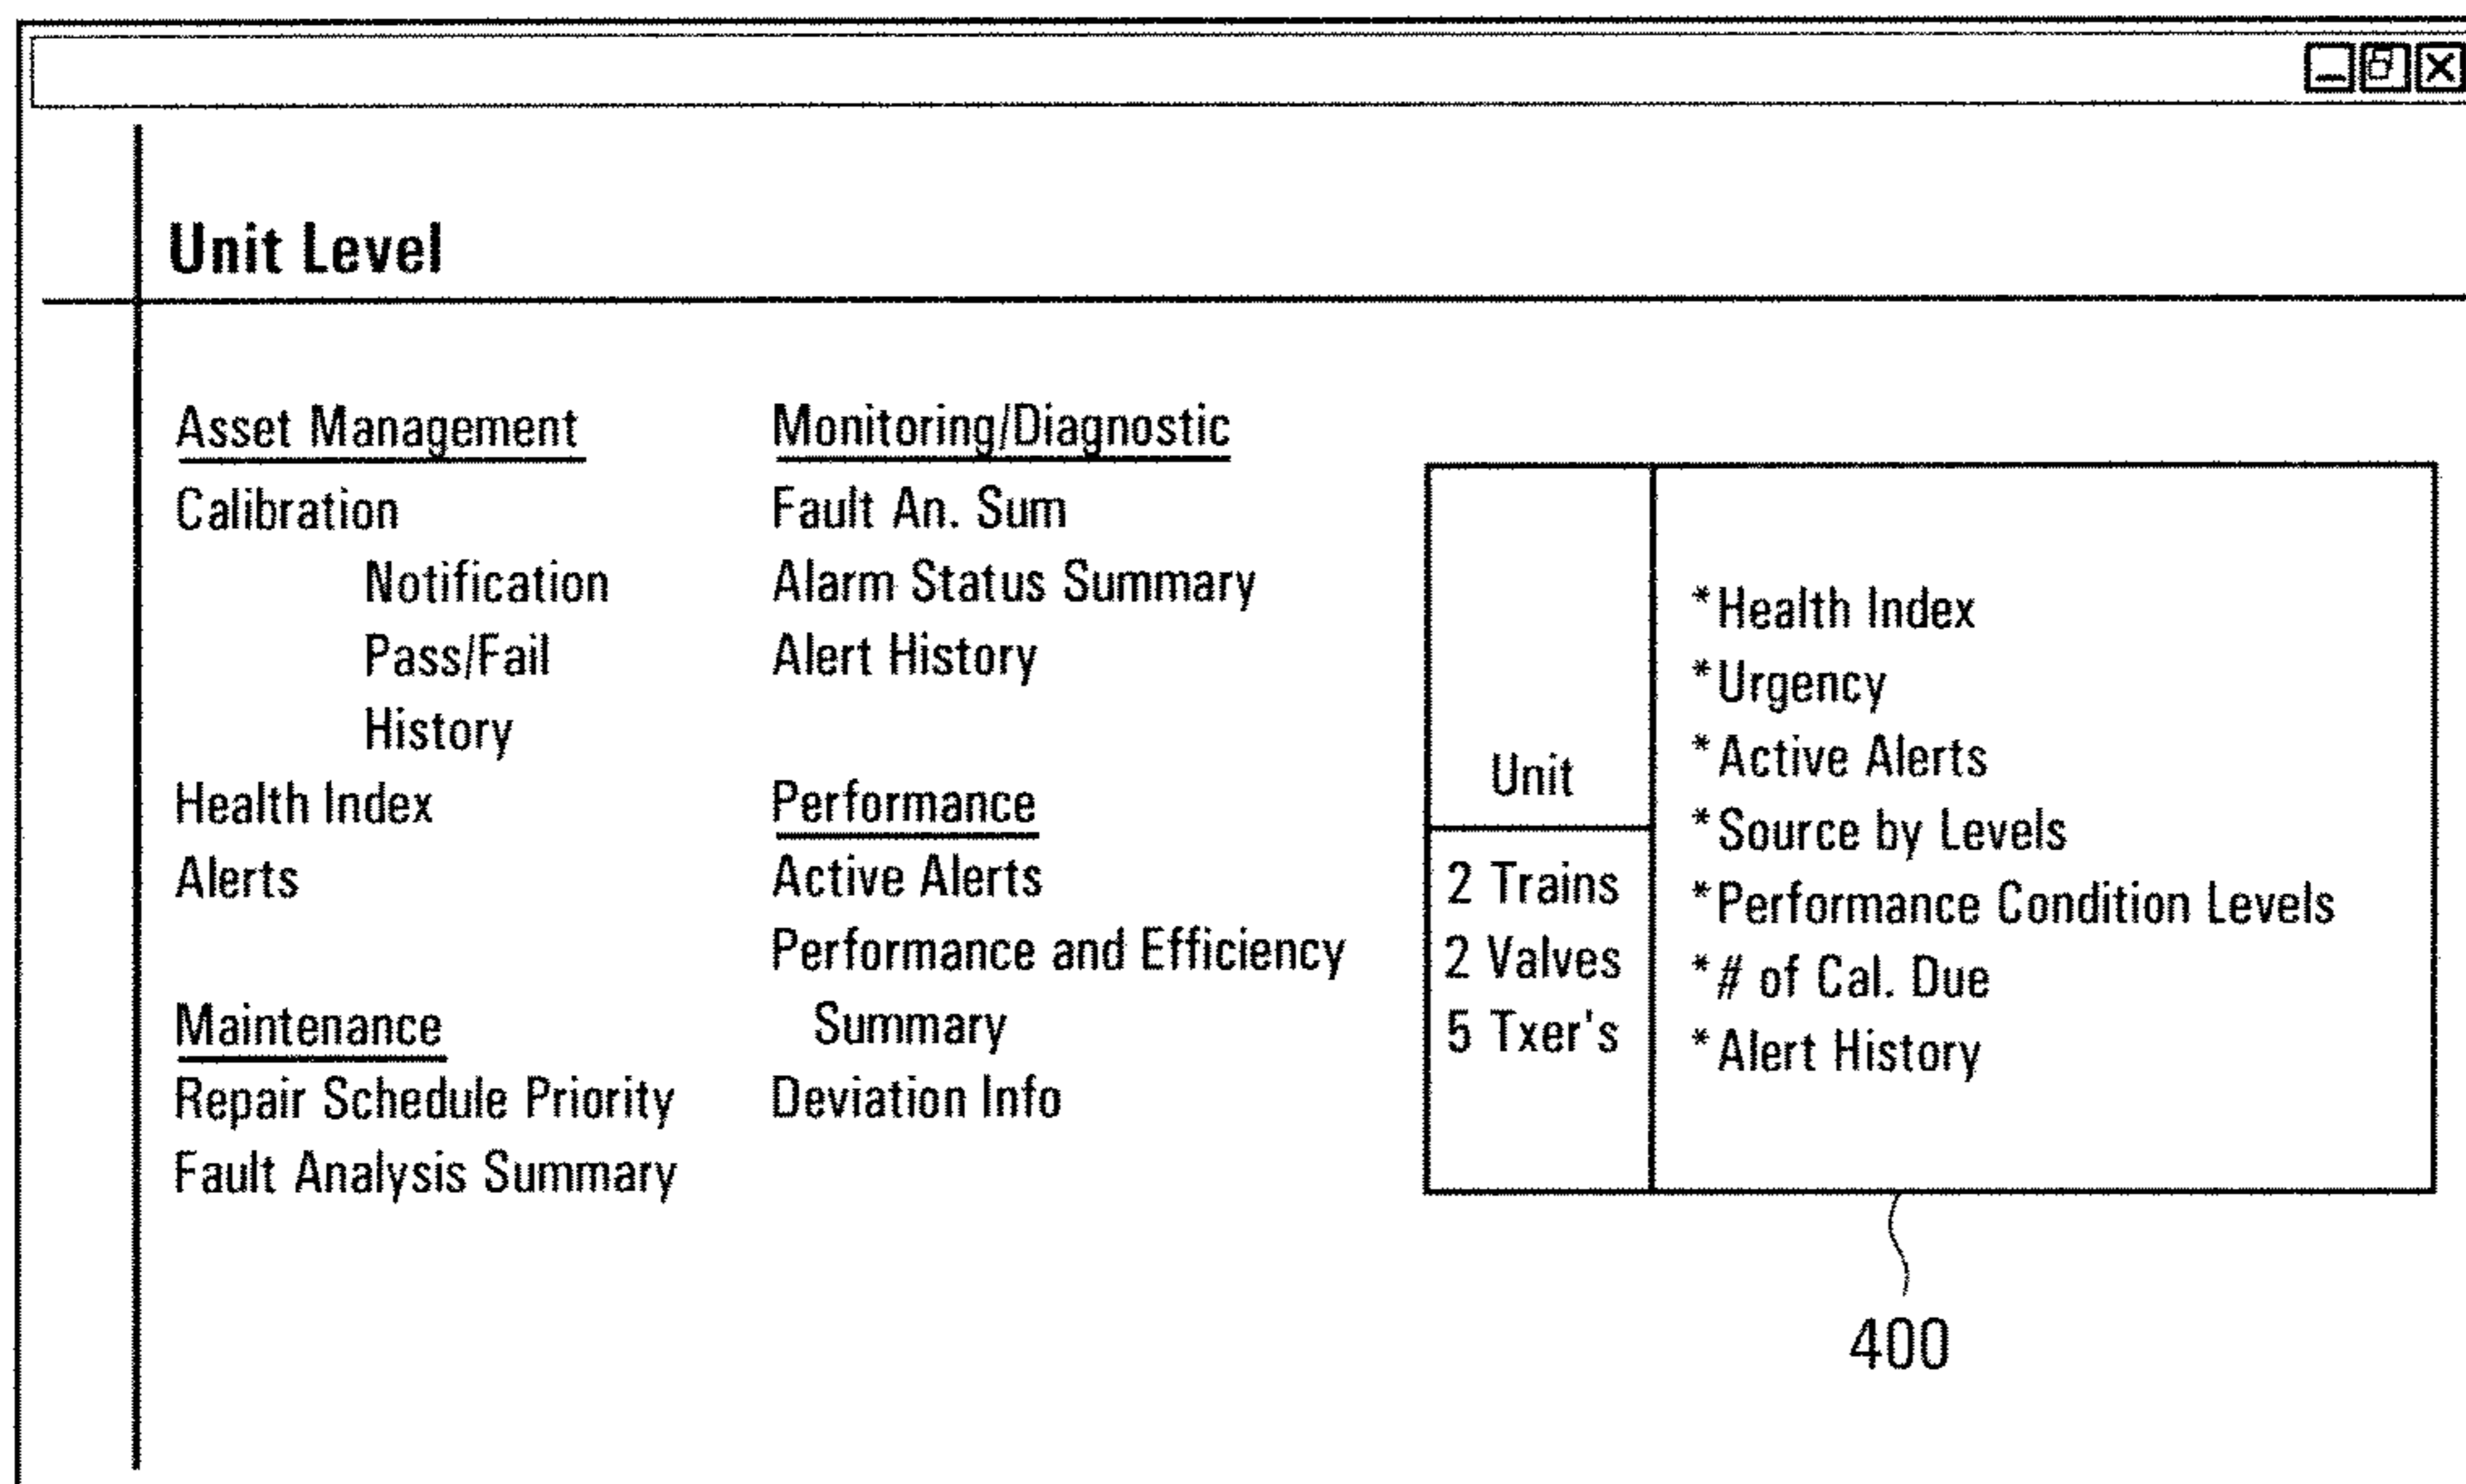 Unit Level
Asset Management
Calibration
Notification
Pass/Fail
History
Health Index
Alerts
Maintenance
Repair Schedule Priority
Fault Analysis Summary
Monitoring/Diagnostic
Fault An. Sum
Alarm Status Summary
Alert History
Performance
Active Alerts
Performance and Efficiency
Summary
Deviation Info
Unit
2 Trains
2 Valves
5 Txer's
*Health Index
*Urgency
*Active Alerts
*Source by Levels
*Performance Condition Levels
*# of Cal. Due
*Alert History
400